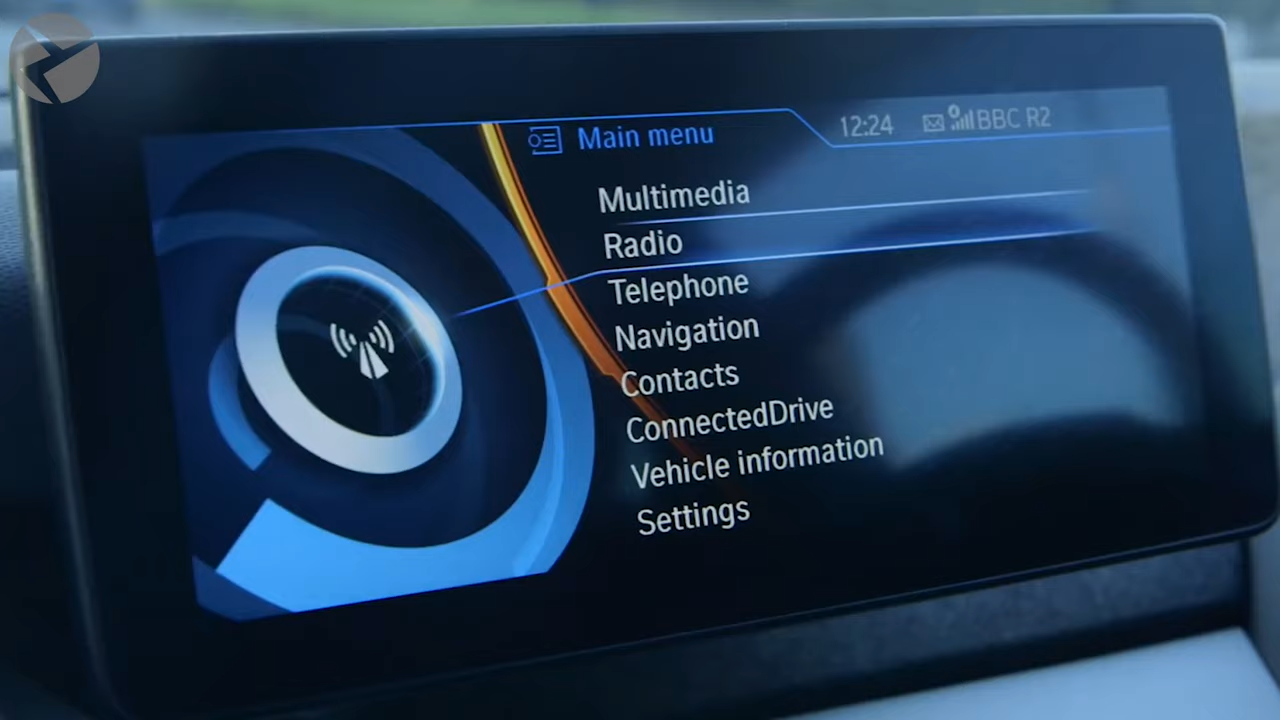 Main menu
12:24 BBC R2
Multimedia
Radio
Telephone
Navigation
Contacts
ConnectedDrive
Vehicle information
Settings